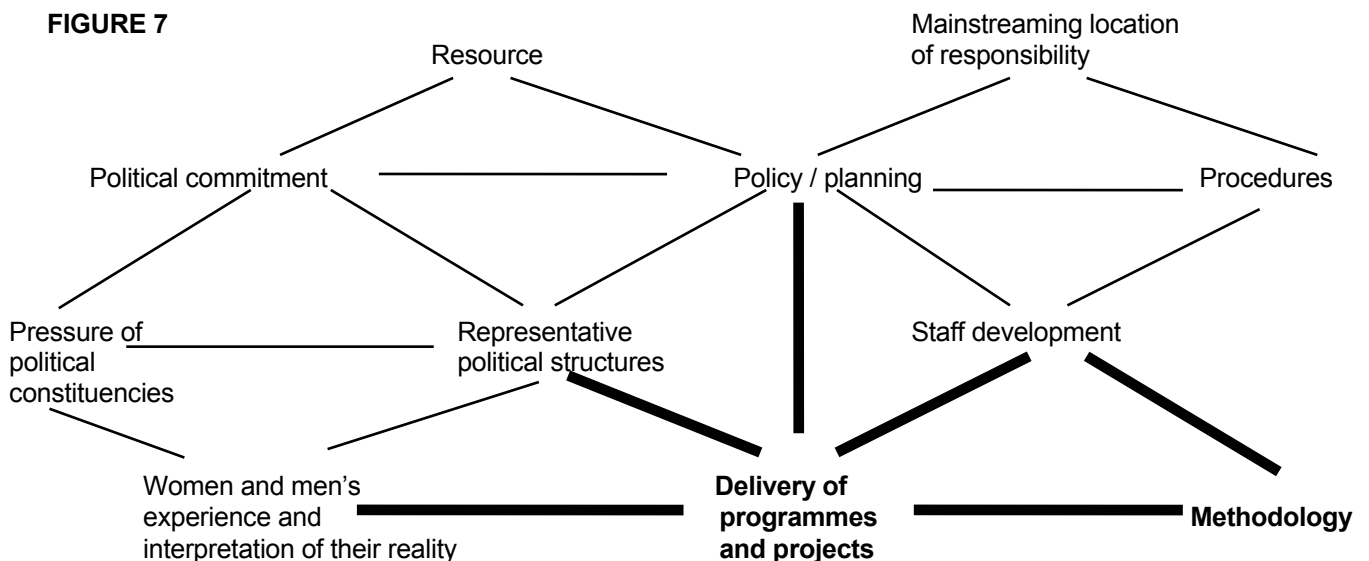 FIGURE 7
Resource
Mainstreaming location
of responsibility
Political commitment
Policy / planning
Procedures
Pressure of
political
constituencies
Representative
political structures
Staff development
Women and men’s
experience and
interpretation of their reality
Delivery of
programmes
and projects
Methodology